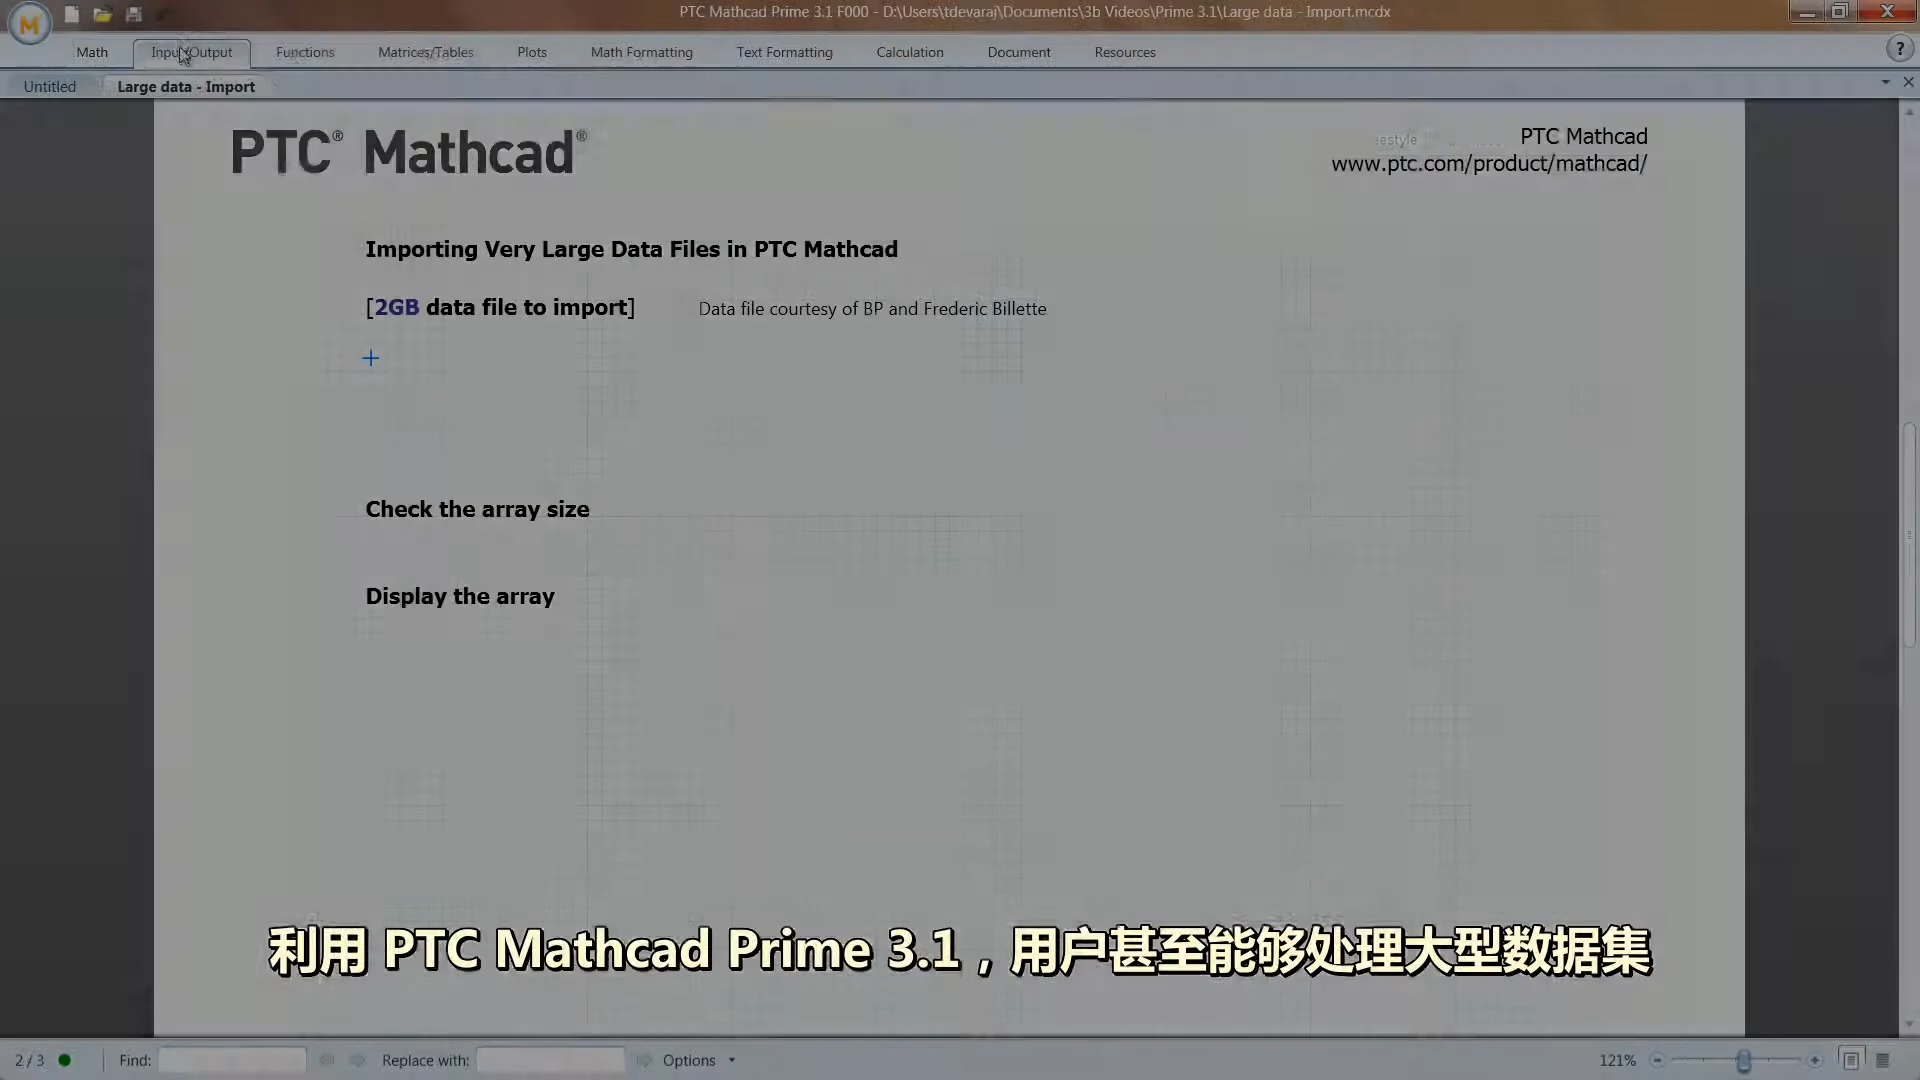 PTC Mathcad Prime 3.1 F000 - D:\Users\tdevaraj\Documents\3b Videos\Prime 3.1\Large data - Import.mcdx
Math Input/Output Functions Matrices/Tables Plots Math Formatting Text Formatting Calculation Document Resources
Untitled Large data - Import
PTC® Mathcad®
PTC Mathcad
www.ptc.com/product/mathcad/
Importing Very Large Data Files in PTC Mathcad
[2GB data file to import] Data file courtesy of BP and Frederic Billette
Check the array size
Display the array
利用 PTC Mathcad Prime 3.1，用户甚至能够处理大型数据集
2 / 3 Find: Replace with: Options 121%